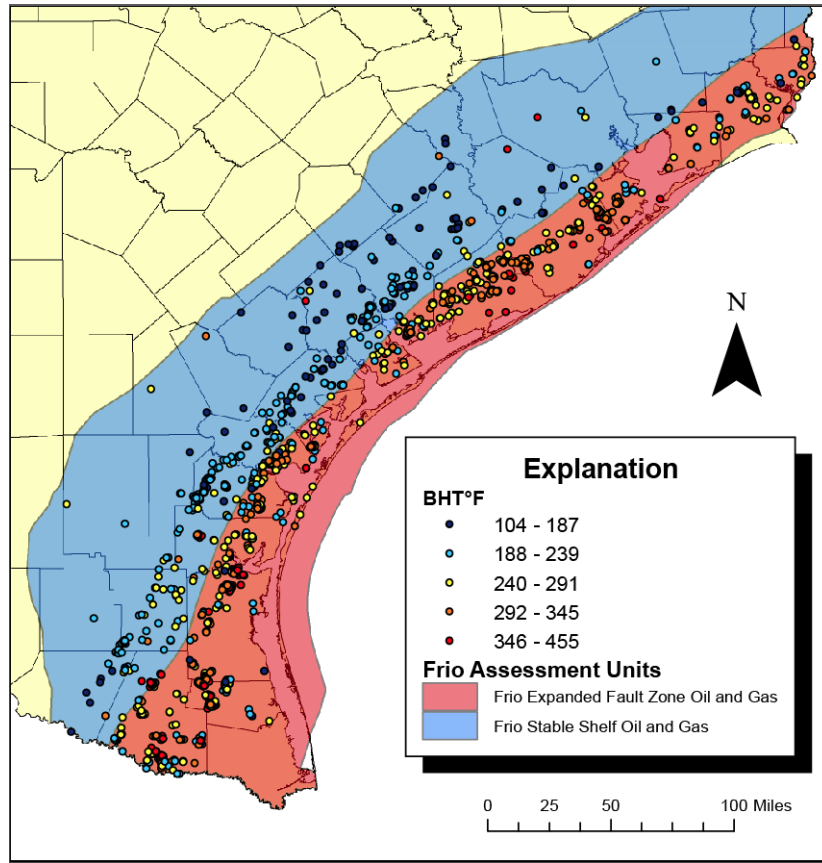 N
Explanation
BHT°F
104 - 187
188 - 239
240 - 291
292 - 345
346 - 455
Frio Assessment Units
Frio Expanded Fault Zone Oil and Gas
Frio Stable Shelf Oil and Gas
0 25 50 100 Miles